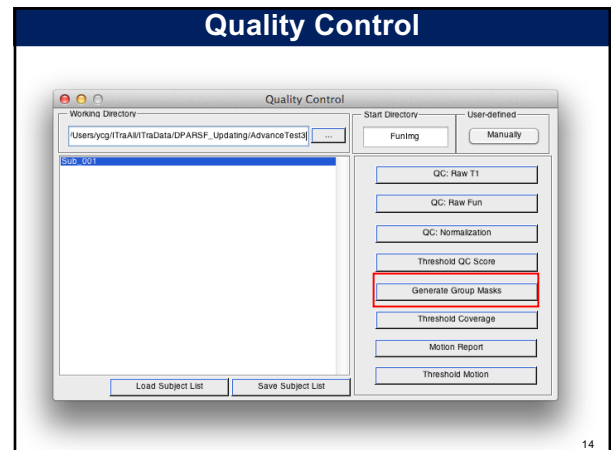 Quality Control
Quality Control
Working Directory
Start Directory
User-defined
/Users/ycg/ITraAll/ITraData/DPARSF_Updating/AdvanceTest3
...
FunImg
Manually
Sub_001
QC: Raw T1
QC: Raw Fun
QC: Normalization
Threshold QC Score
Generate Group Masks
Threshold Coverage
Motion Report
Threshold Motion
Load Subject List
Save Subject List
14